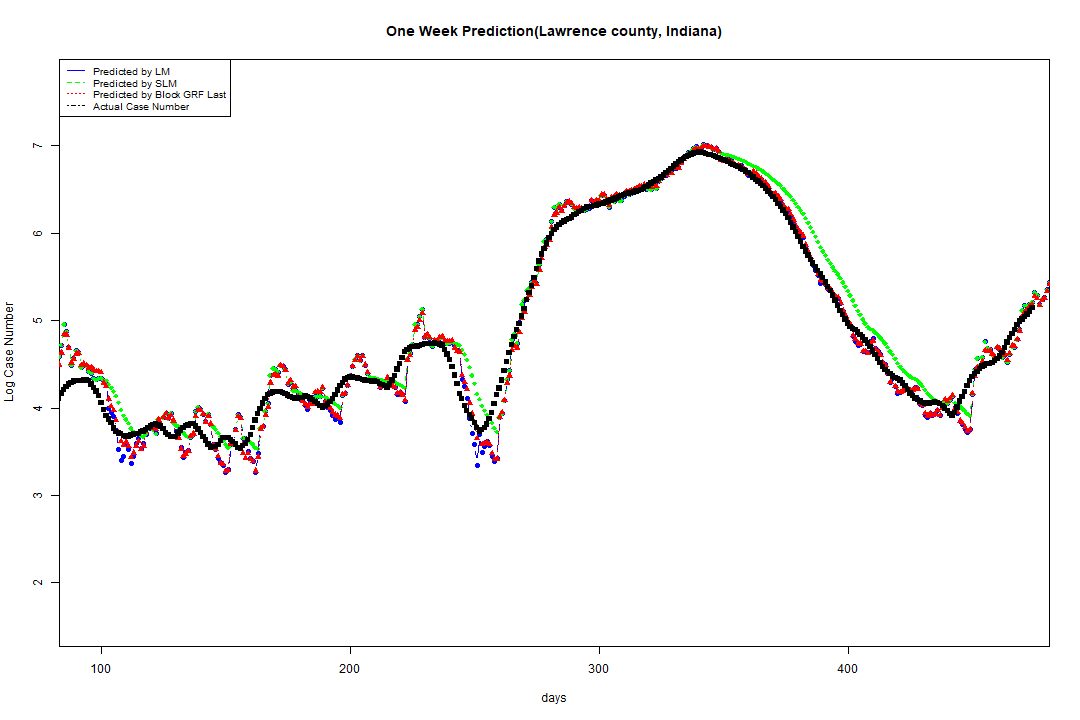 One Week Prediction(Lawrence county, Indiana)
Predicted by LM
Predicted by SLM
Predicted by Block GRF Last
Actual Case Number
7
6
5
4
3
2
Log Case Number
100 200 300 400
days